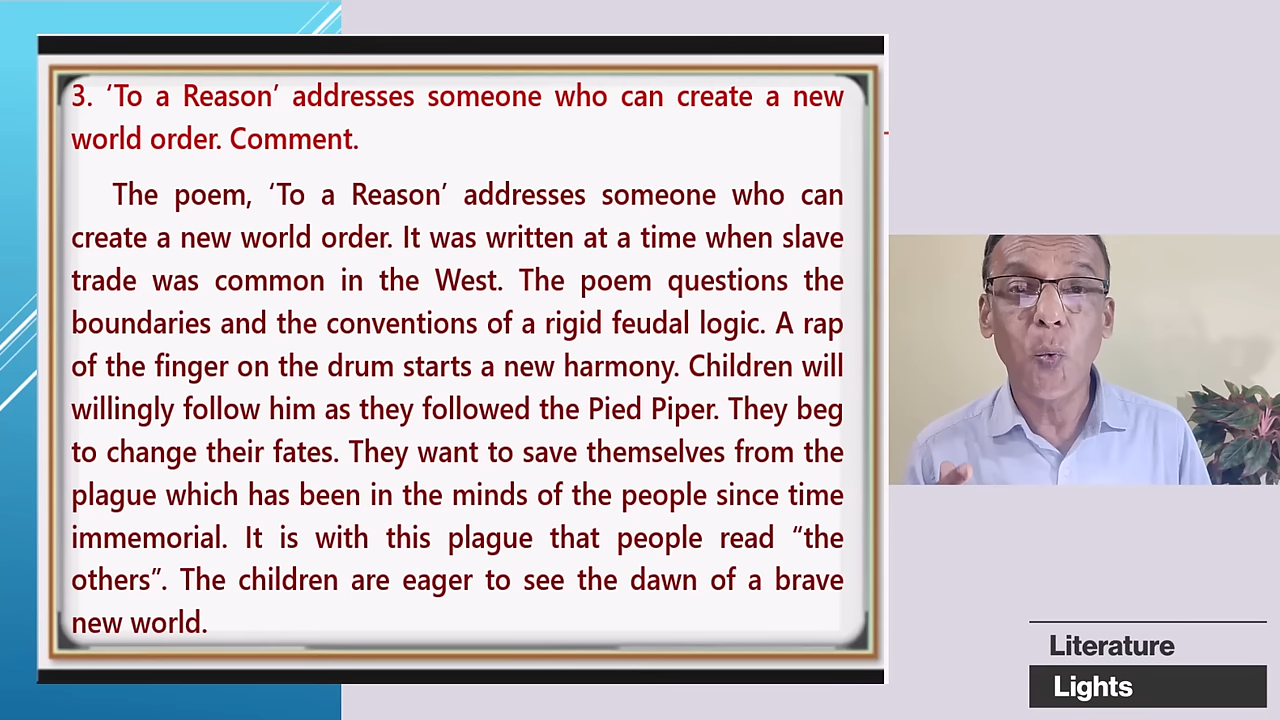 3. ‘To a Reason’ addresses someone who can create a new
world order. Comment.
The poem, ‘To a Reason’ addresses someone who can
create a new world order. It was written at a time when slave
trade was common in the West. The poem questions the
boundaries and the conventions of a rigid feudal logic. A rap
of the finger on the drum starts a new harmony. Children will
willingly follow him as they followed the Pied Piper. They beg
to change their fates. They want to save themselves from the
plague which has been in the minds of the people since time
immemorial. It is with this plague that people read “the
others”. The children are eager to see the dawn of a brave
new world.
Literature
Lights